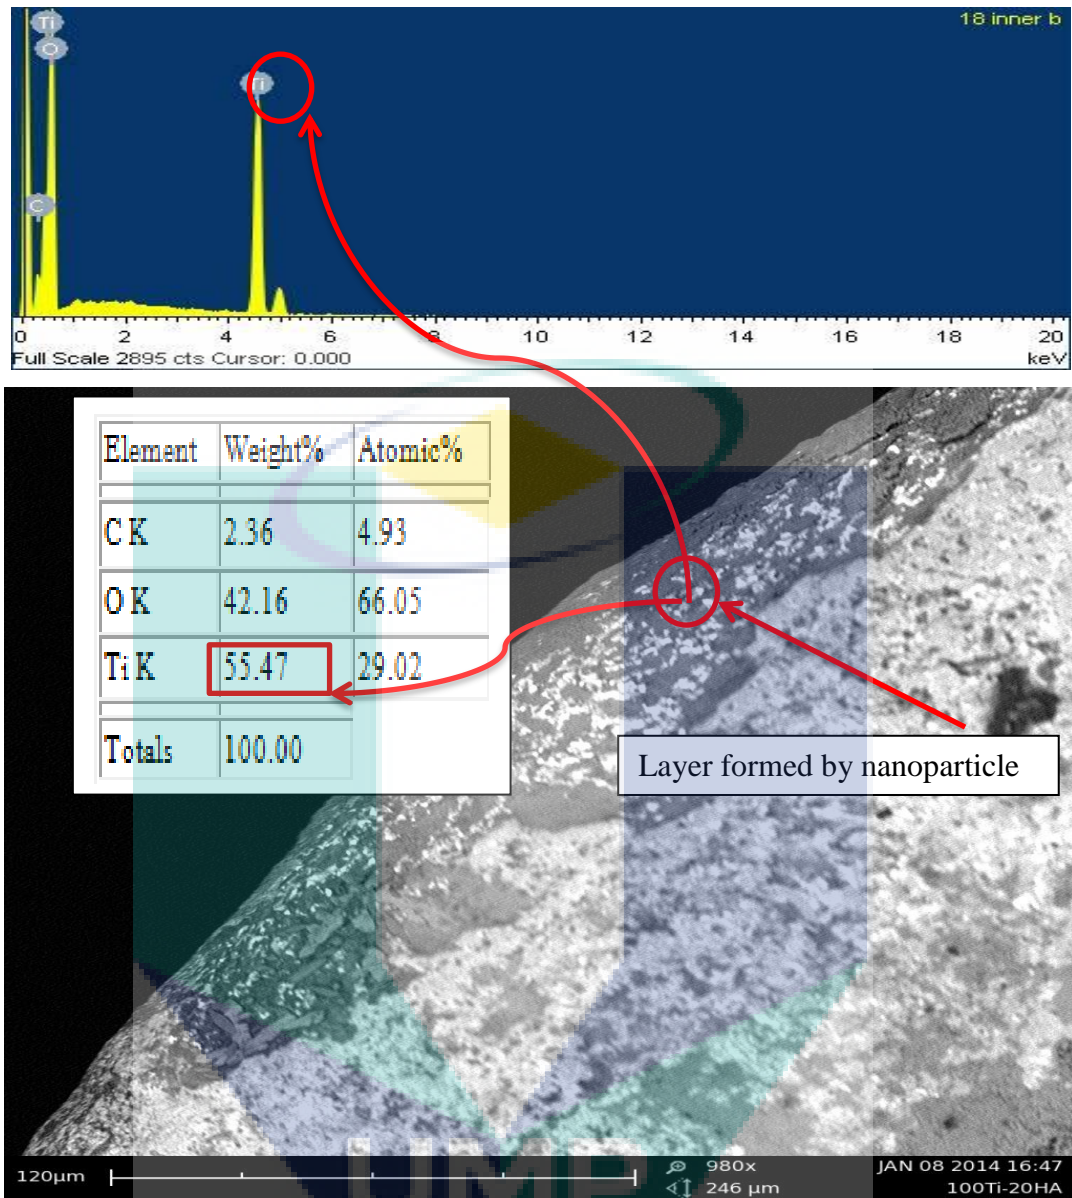 18 inner b
Ti
O
Ti
C
0 2 4 6 8 10 12 14 16 18 20
Full Scale 2895 cts Cursor: 0.000 keV
Element Weight% Atomic%
C K 2.36 4.93
O K 42.16 66.05
Ti K 55.47 29.02
Totals 100.00
Layer formed by nanoparticle
UMP
120µm 980x JAN 08 2014 16:47
246 µm 100Ti-20HA